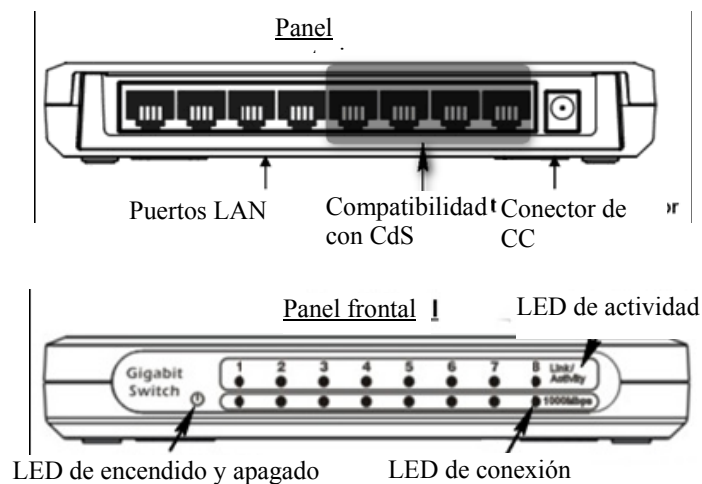 Panel
Puertos LAN
Compatibilidad
con CdS
Conector de
CC
Panel frontal
LED de actividad
1 2 3 4 5 6 7 8 Link/
Activity
Gigabit
Switch
1000Mbps
LED de encendido y apagado
LED de conexión